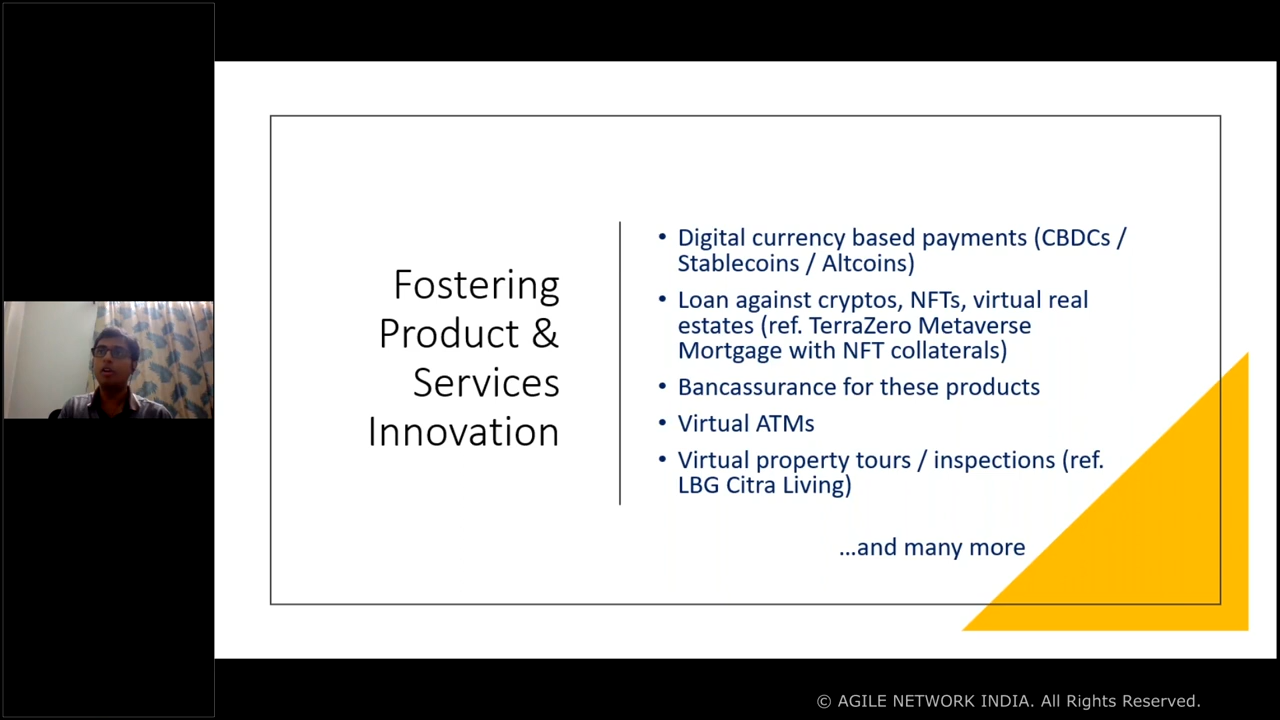 Fostering
Product &
Services
Innovation
• Digital currency based payments (CBDCs /
Stablecoins / Altcoins)
• Loan against cryptos, NFTs, virtual real
estates (ref. TerraZero Metaverse
Mortgage with NFT collaterals)
• Bancassurance for these products
• Virtual ATMs
• Virtual property tours / inspections (ref.
LBG Citra Living)
...and many more
© AGILE NETWORK INDIA. All Rights Reserved.